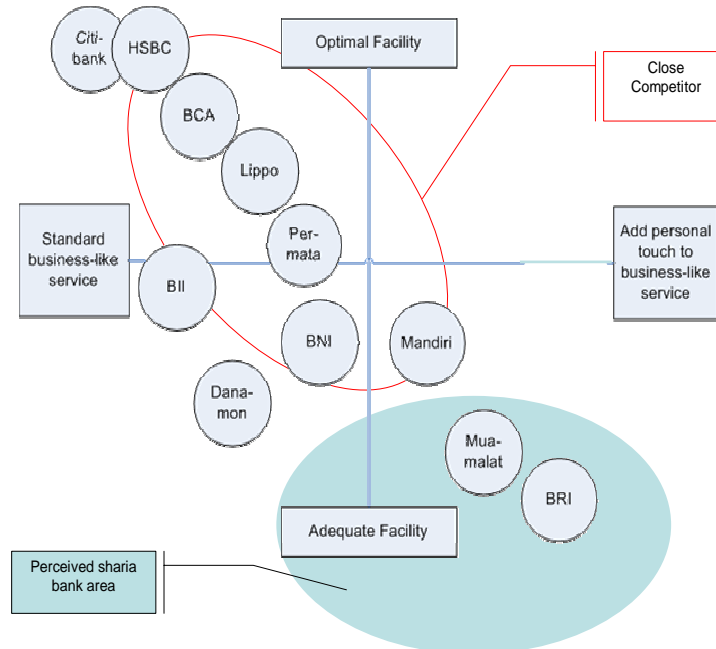 Citi-
bank
HSBC
Optimal Facility
Close
Competitor
BCA
Lippo
Standard
business-like
service
Per-
mata
Add personal
touch to
business-like
service
BII
BNI
Mandiri
Dana-
mon
Mua-
malat
BRI
Adequate Facility
Perceived sharia
bank area